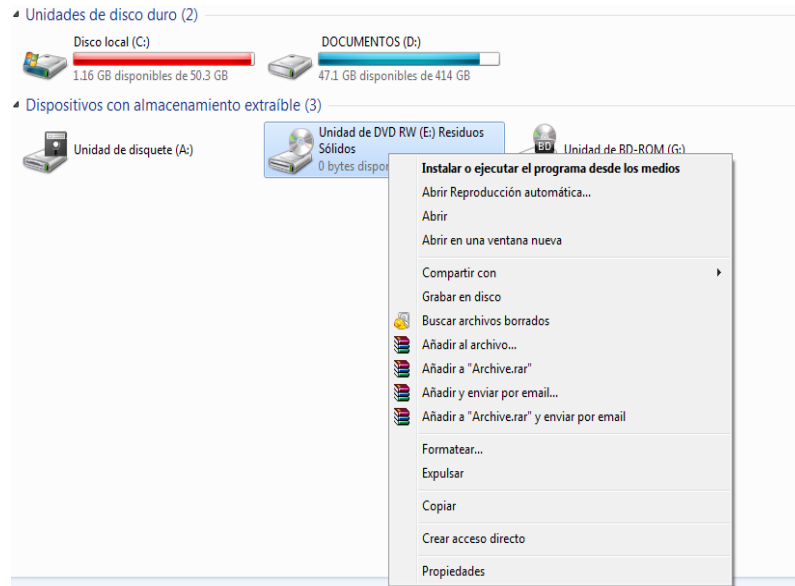 Unidades de disco duro (2)
Disco local (C:)
1.16 GB disponibles de 50.3 GB
DOCUMENTOS (D:)
47.1 GB disponibles de 414 GB
Dispositivos con almacenamiento extraíble (3)
Unidad de disquete (A:)
Unidad de DVD RW (E:) Residuos
Sólidos
0 bytes
BD
Unidad de BD-ROM (G:)
Instalar o ejecutar el programa desde los medios
Abrir Reproducción automática...
Abrir
Abrir en una ventana nueva
Compartir con
Grabar en disco
Buscar archivos borrados
Añadir al archivo...
Añadir a "Archive.rar"
Añadir y enviar por email...
Añadir a "Archive.rar" y enviar por email
Formatear...
Expulsar
Copiar
Crear acceso directo
Propiedades